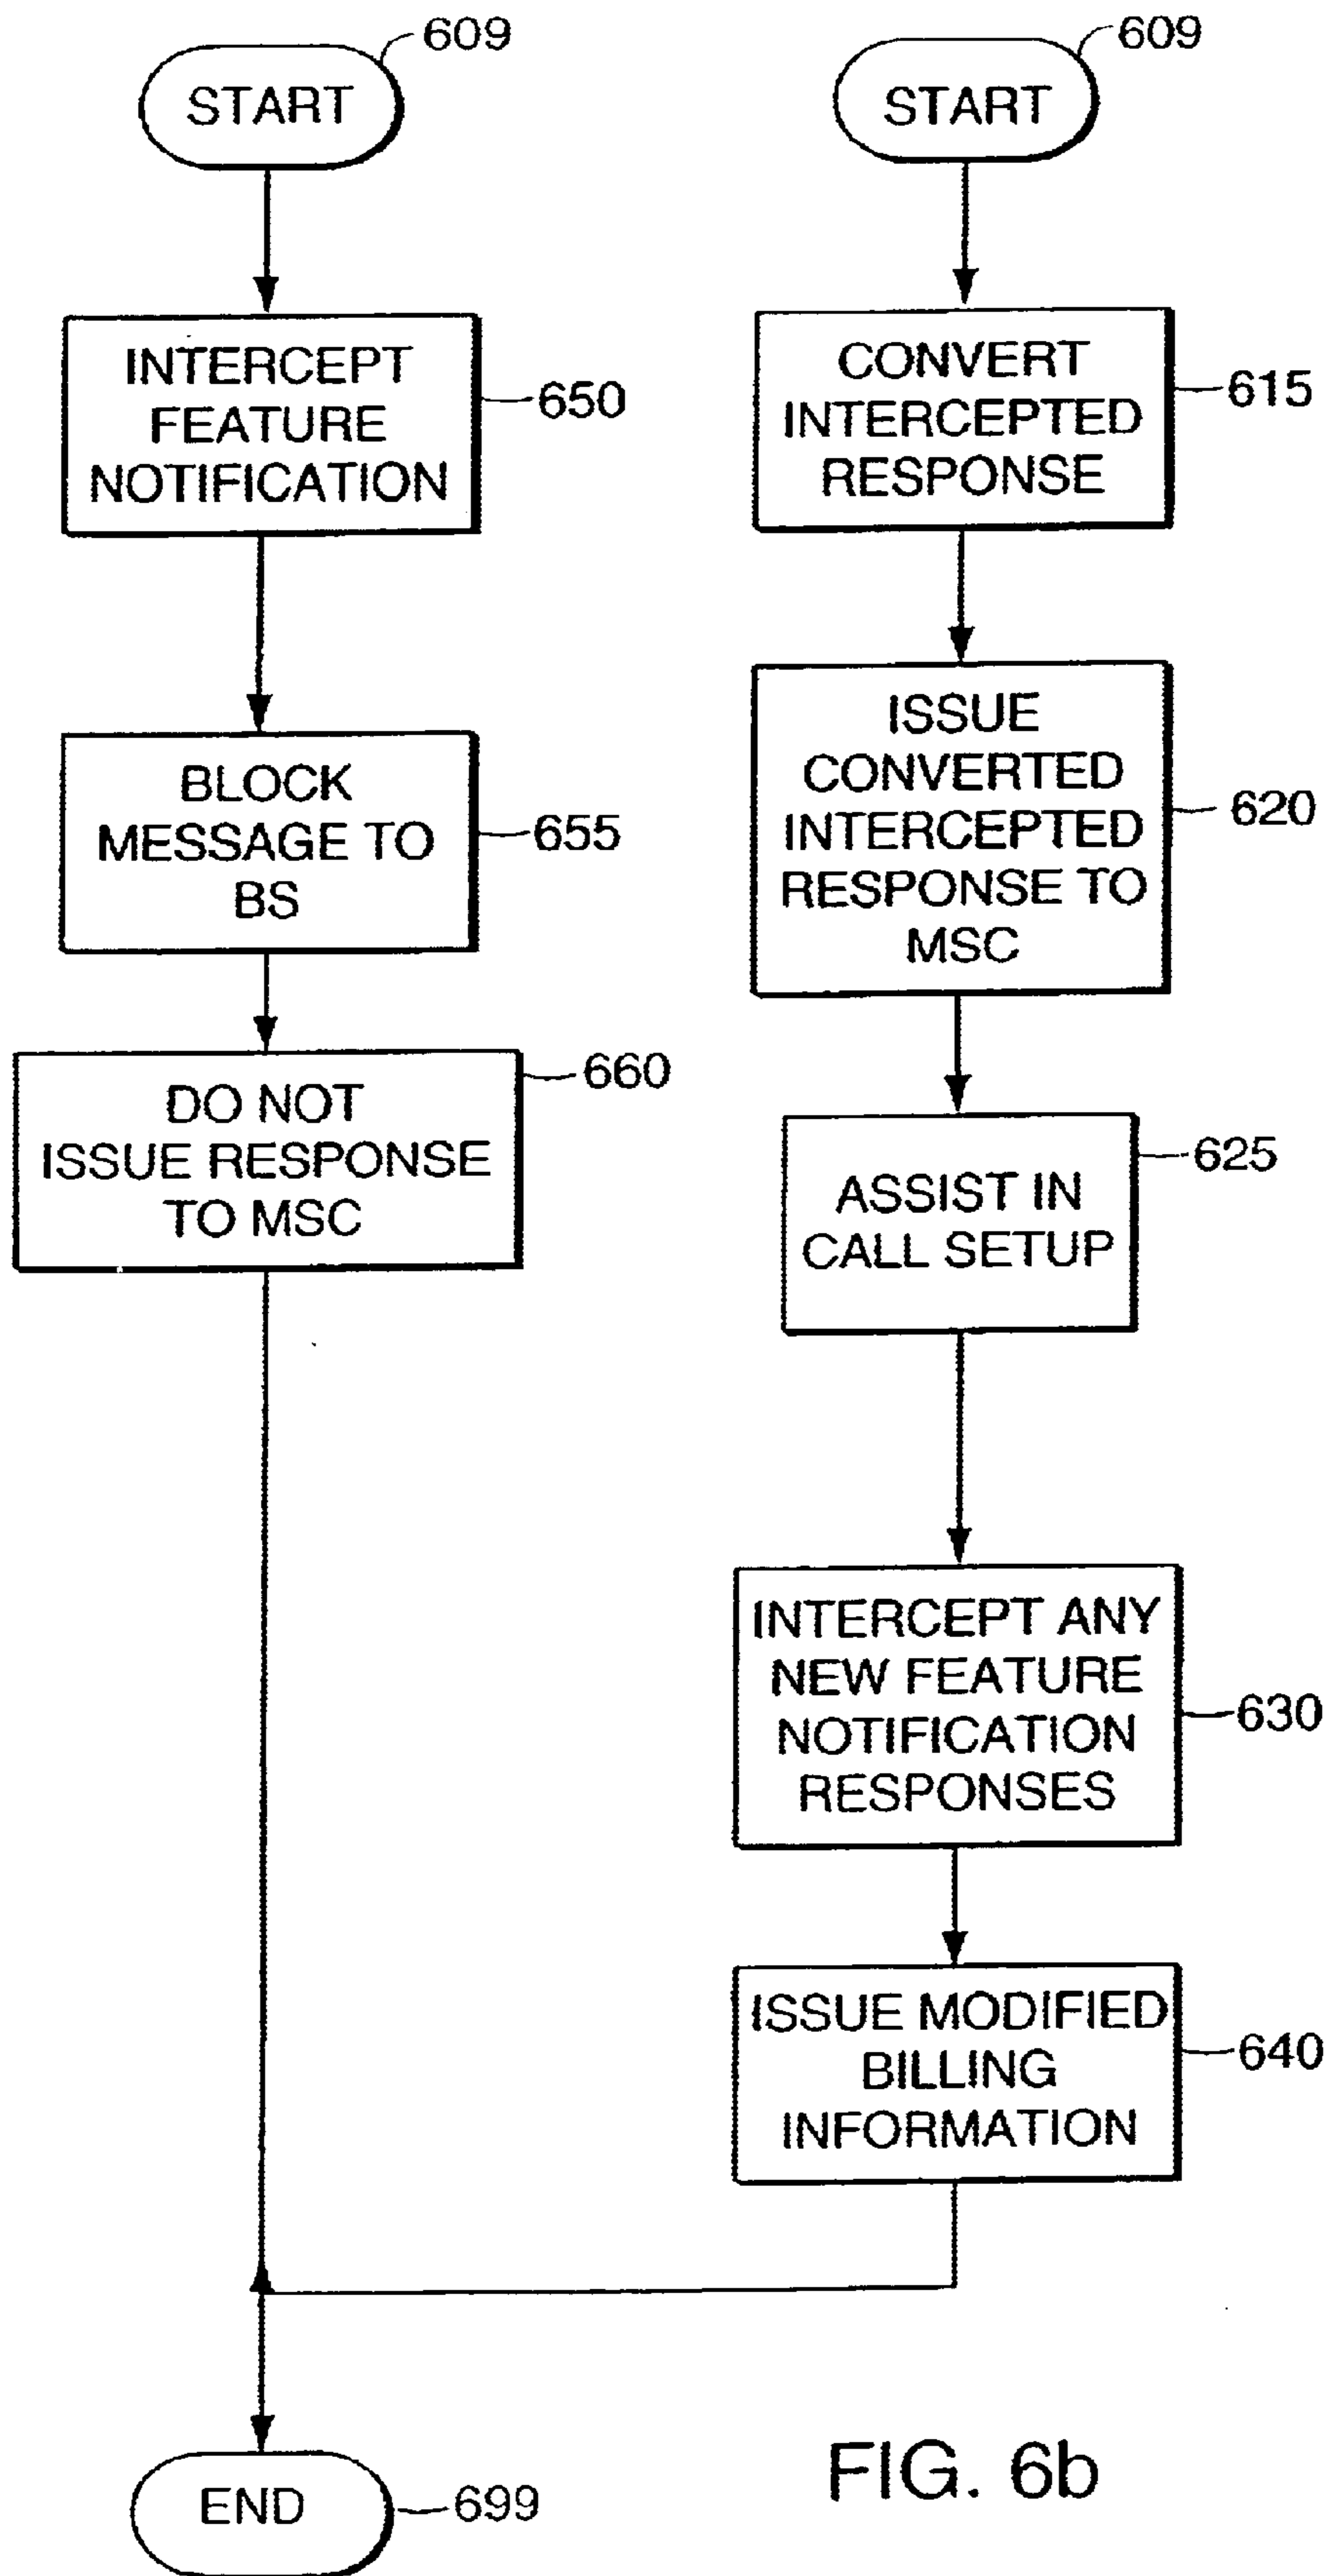 609
START
INTERCEPT
FEATURE
NOTIFICATION
650
BLOCK
MESSAGE TO
BS
655
DO NOT
ISSUE RESPONSE
TO MSC
660
609
START
CONVERT
INTERCEPTED
RESPONSE
615
ISSUE
CONVERTED
INTERCEPTED
RESPONSE TO
MSC
620
ASSIST IN
CALL SETUP
625
INTERCEPT ANY
NEW FEATURE
NOTIFICATION
RESPONSES
630
ISSUE MODIFIED
BILLING
INFORMATION
640
END
699
FIG. 6b